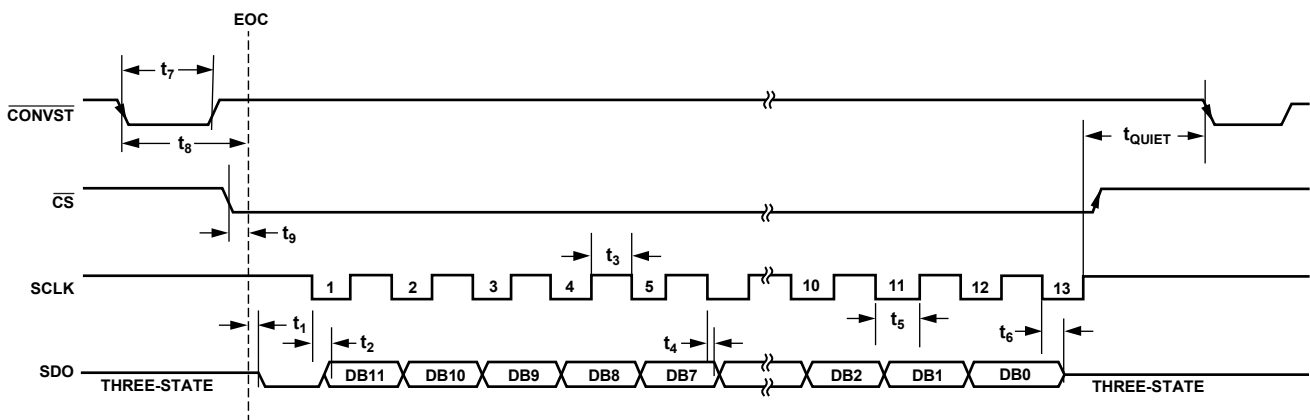 EOC
t7
CONVST
t8
tQUIET
CS
t9
t3
SCLK
1 2 3 4 5 10 11 12 13
t1
t2
t4
t5
t6
SDO
THREE-STATE
DB11 DB10 DB9 DB8 DB7 DB2 DB1 DB0
THREE-STATE